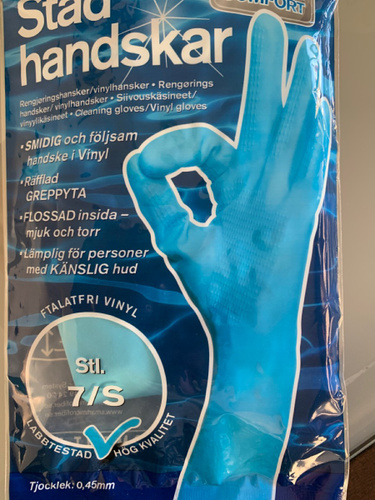 Städ
handskar
COMFORT
Rengjøringshansker/vinylhansker • Rengørings
handsker/vinylhandsker • Siivouskäsineet/
vinyylikäsineet • Cleaning gloves/Vinyl gloves
• SMIDIG och följsam
handske i Vinyl
• Räfflad
GREPPYTA
• FLOSSAD insida –
mjuk och torr
• Lämplig för personer
med KÄNSLIG hud
FTALATFRI VINYL
Stl.
7/S
LABBTESTAD HÖG KVALITET
Tjocklek: 0,45mm